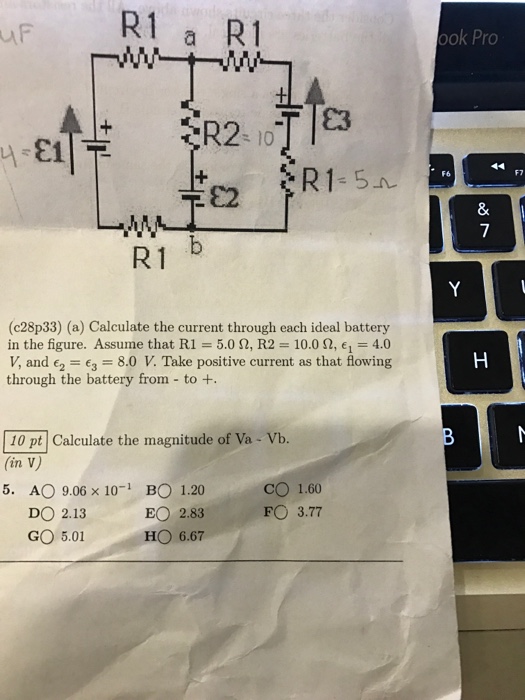 uF
R1 a R1
ook Pro
+
ε3
R2=10
4=ε1
+
+
R1=5Ω
ε2
R1
b
F6
F7
&
7
Y
H
B
(c28p33) (a) Calculate the current through each ideal battery
in the figure. Assume that R1 = 5.0 Ω, R2 = 10.0 Ω, ϵ₁ = 4.0
V, and ϵ₂ = ϵ₃ = 8.0 V. Take positive current as that flowing
through the battery from - to +.
10 pt Calculate the magnitude of Va - Vb.
(in V)
5. A○ 9.06 × 10⁻¹ B○ 1.20 C○ 1.60
D○ 2.13 E○ 2.83 F○ 3.77
G○ 5.01 H○ 6.67